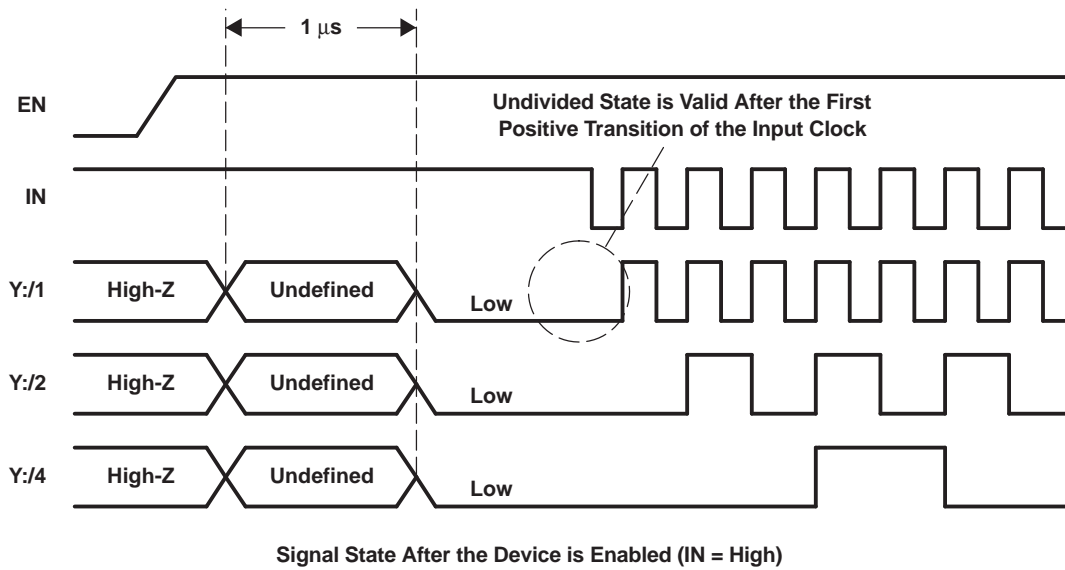 1 μs
EN
Undivided State is Valid After the First
Positive Transition of the Input Clock
IN
Y:/1
High-Z
Undefined
Low
Y:/2
High-Z
Undefined
Low
Y:/4
High-Z
Undefined
Low
Signal State After the Device is Enabled (IN = High)